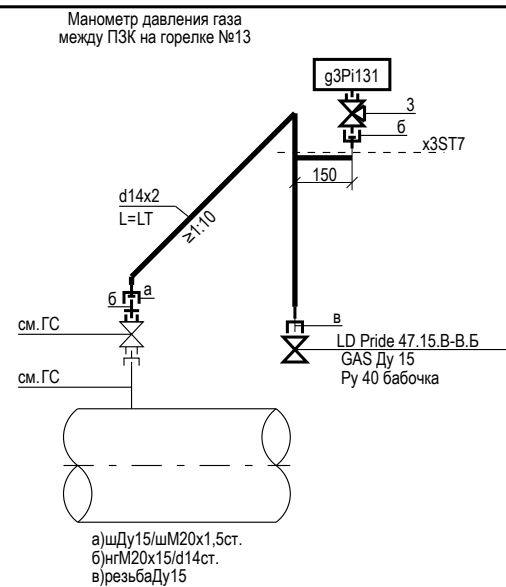 Манометр давления газа
между ПЗК на горелке №13
g3Pi131
3
б
x3ST7
150
d14x2
L=LT
≥1:10
а
б
см.ГС
в
LD Pride 47.15.В-В.Б
GAS Ду 15
Ру 40 бабочка
см.ГС
а)шДу15/шМ20х1,5ст.
б)нгМ20х15/d14ст.
в)резьбаДу15